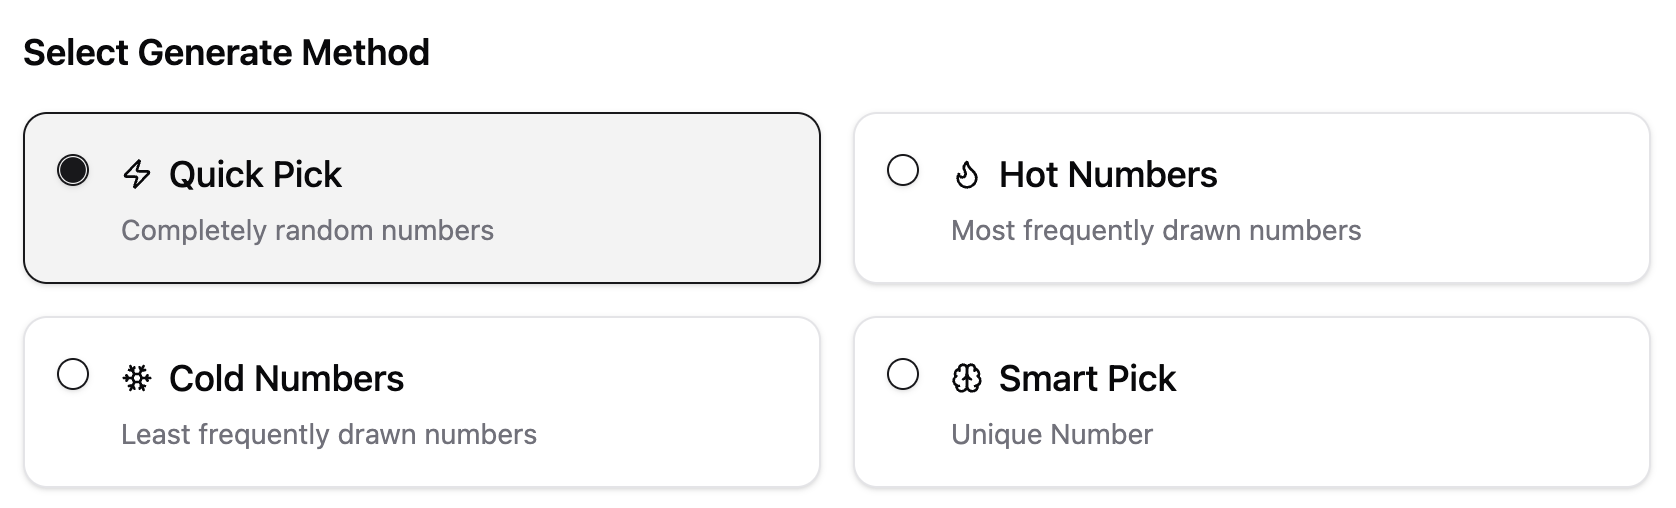 Select Generate Method
Quick Pick
Completely random numbers
Hot Numbers
Most frequently drawn numbers
Cold Numbers
Least frequently drawn numbers
Smart Pick
Unique Number